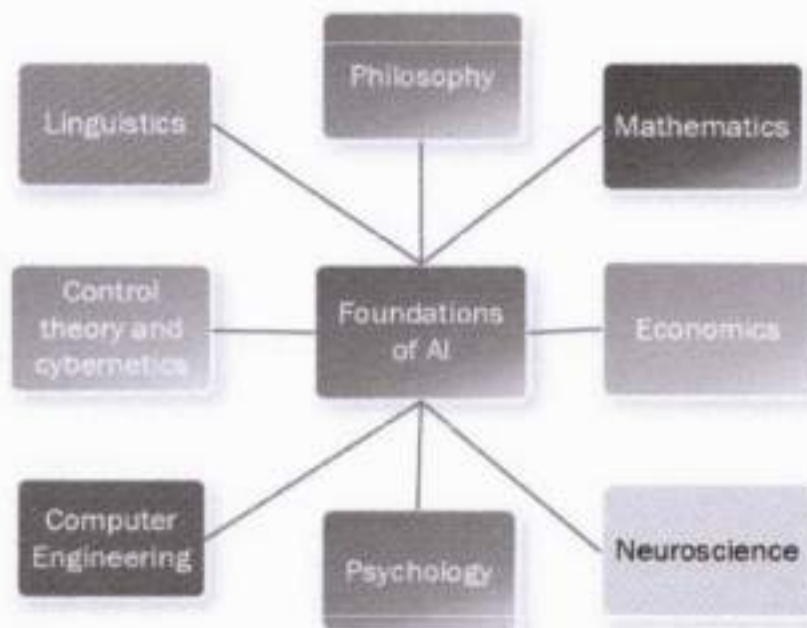 Philosophy
Linguistics
Mathematics
Control
theory and
cybernetics
Foundations
of AI
Economics
Computer
Engineering
Psychology
Neuroscience